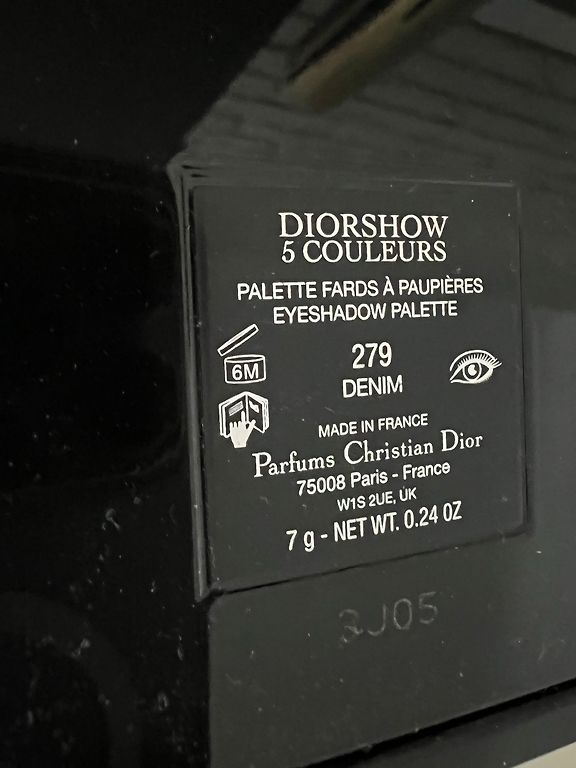 DIORSHOW
5 COULEURS
PALETTE FARDS À PAUPIÈRES
EYESHADOW PALETTE
6M
279
DENIM
MADE IN FRANCE
Parfums Christian Dior
75008 Paris - France
W1S 2UE, UK
7 g - NET WT. 0.24 OZ
2J05